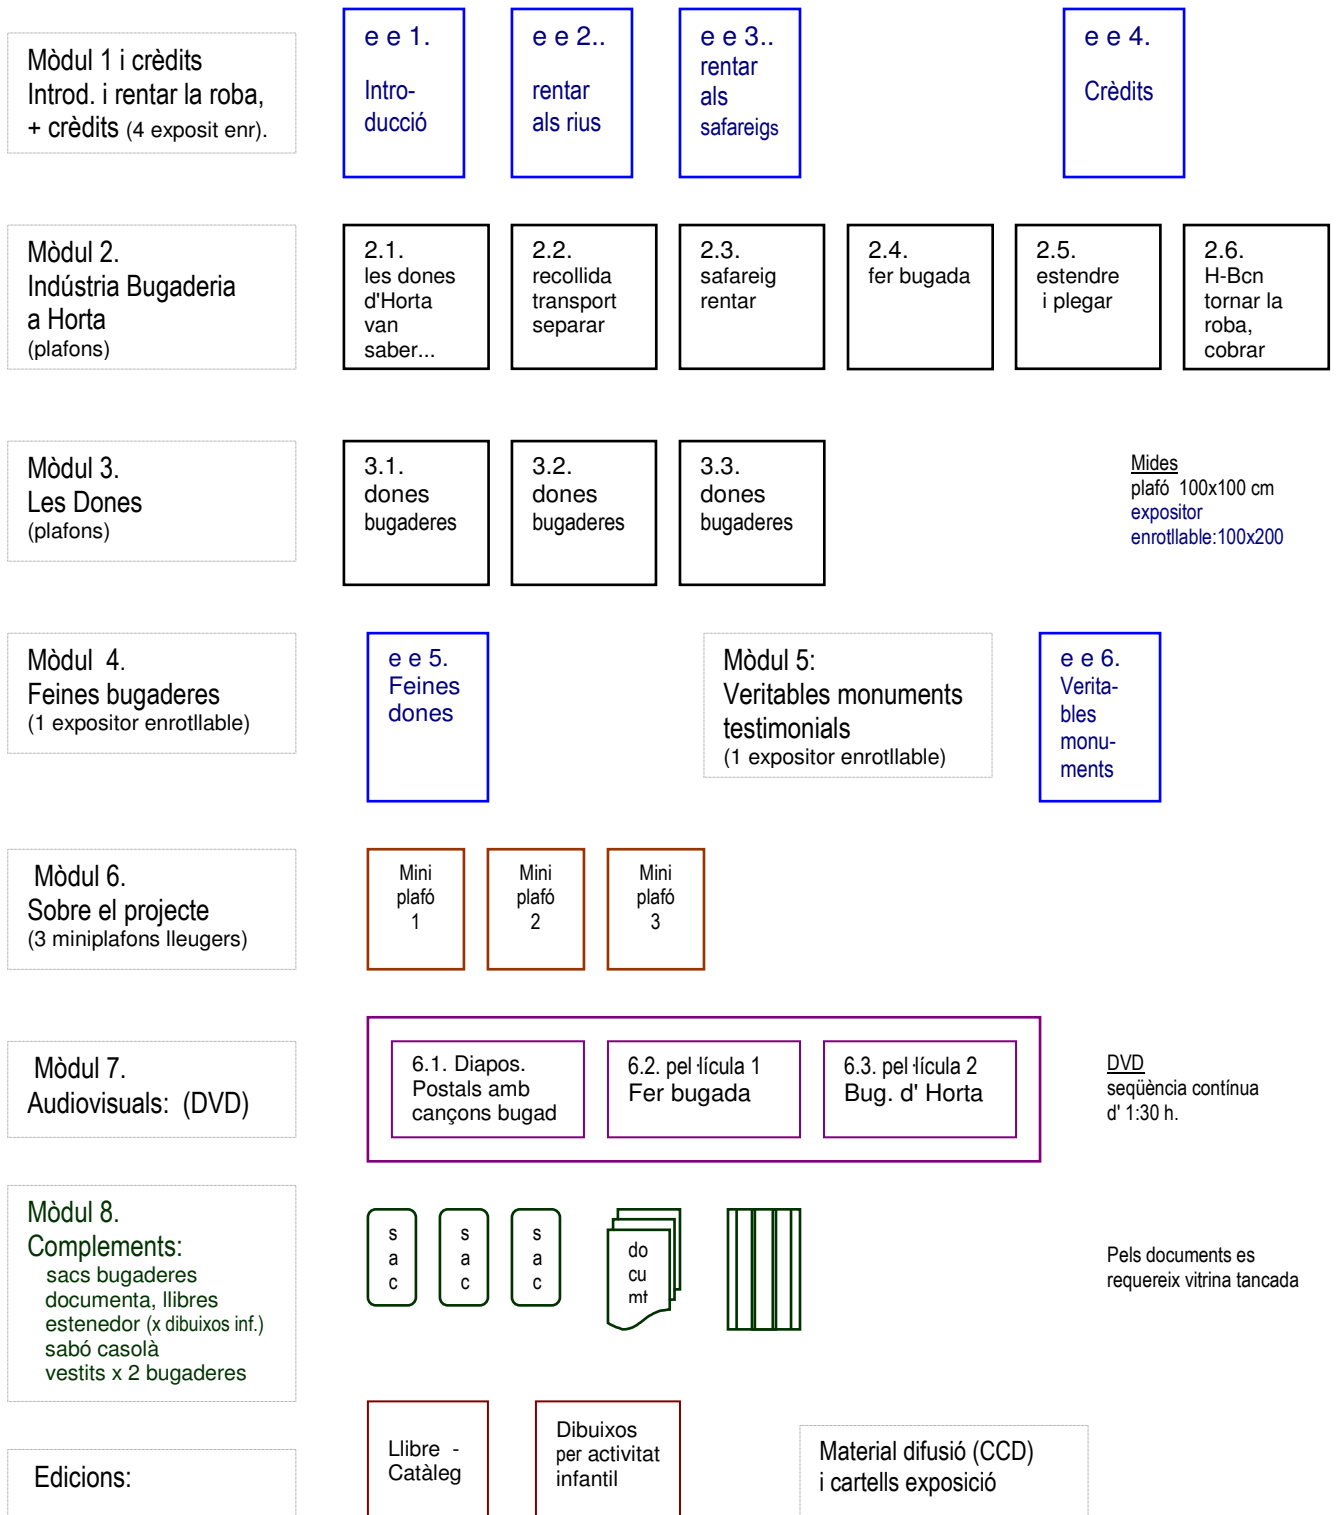 Mòdul 1 i crèdits
Introd. i rentar la roba,
+ crèdits (4 exposit enr).
e e 1.
Intro-
ducció
e e 2..
rentar
als rius
e e 3..
rentar
als
safareigs
e e 4.
Crèdits
Mòdul 2.
Indústria Bugaderia
a Horta
(plafons)
2.1.
les dones
d'Horta
van
saber...
2.2.
recollida
transport
separar
2.3.
safareig
rentar
2.4.
fer bugada
2.5.
estendre
i plegar
2.6.
H-Bcn
tornar la
roba,
cobrar
Mòdul 3.
Les Dones
(plafons)
3.1.
dones
bugaderes
3.2.
dones
bugaderes
3.3.
dones
bugaderes
Mides
plafó 100x100 cm
expositor
enrotllable:100x200
Mòdul 4.
Feines bugaderes
(1 expositor enrotllable)
e e 5.
Feines
dones
Mòdul 5:
Veritables monuments
testimonials
(1 expositor enrotllable)
e e 6.
Verita-
bles
monu-
ments
Mòdul 6.
Sobre el projecte
(3 miniplafons lleugers)
Mini
plafó
1
Mini
plafó
2
Mini
plafó
3
Mòdul 7.
Audiovisuals: (DVD)
6.1. Diapos.
Postals amb
cançons bugad
6.2. pel·lícula 1
Fer bugada
6.3. pel·lícula 2
Bug. d' Horta
DVD
seqüència contínua
d' 1:30 h.
Mòdul 8.
Complements:
sacs bugaderes
documenta, llibres
estenedor (x dibuixos inf.)
sabó casolà
vestits x 2 bugaderes
s
a
c
s
a
c
s
a
c
do
cu
mt
Pels documents es
requereix vitrina tancada
Edicions:
Llibre -
Catàleg
Dibuixos
per activitat
infantil
Material difusió (CCD)
i cartells exposició